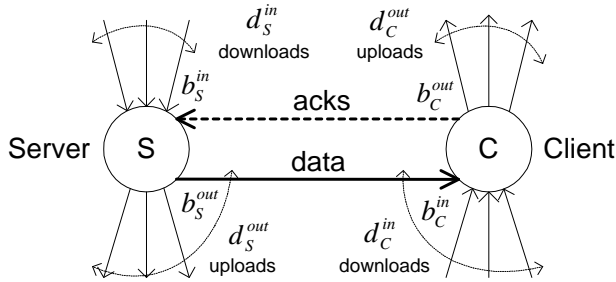 d_S^{in}
downloads
d_C^{out}
uploads
b_S^{in}
acks
b_C^{out}
Server
S
data
C
Client
b_S^{out}
b_C^{in}
d_S^{out}
uploads
d_C^{in}
downloads